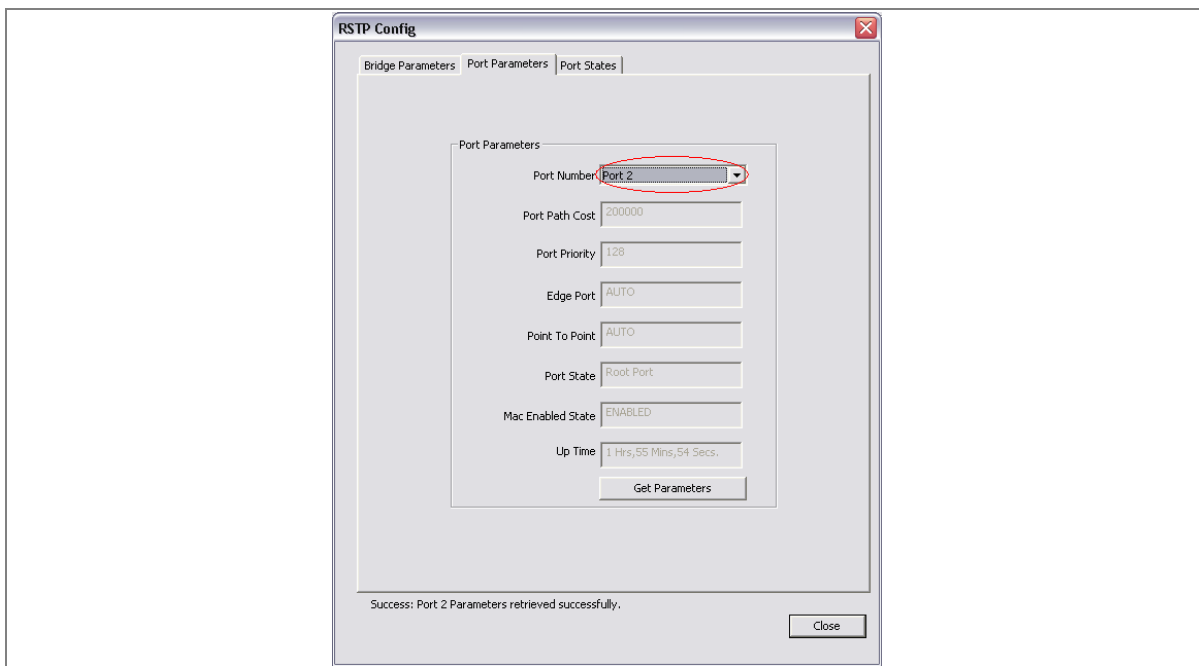 RSTP Config
Bridge Parameters Port Parameters Port States
Port Parameters
Port Number Port 2
Port Path Cost 200000
Port Priority 128
Edge Port AUTO
Point To Point AUTO
Port State Root Port
Mac Enabled State ENABLED
Up Time 1 Hrs,55 Mins,54 Secs.
Get Parameters
Success: Port 2 Parameters retrieved successfully.
Close